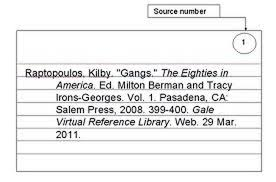 Source number
1
Raptopoulos, Kilby. "Gangs." The Eighties in
America. Ed. Milton Berman and Tracy
Irons-Georges. Vol. 1. Pasadena, CA:
Salem Press, 2008. 399-400. Gale
Virtual Reference Library. Web. 29 Mar.
2011.